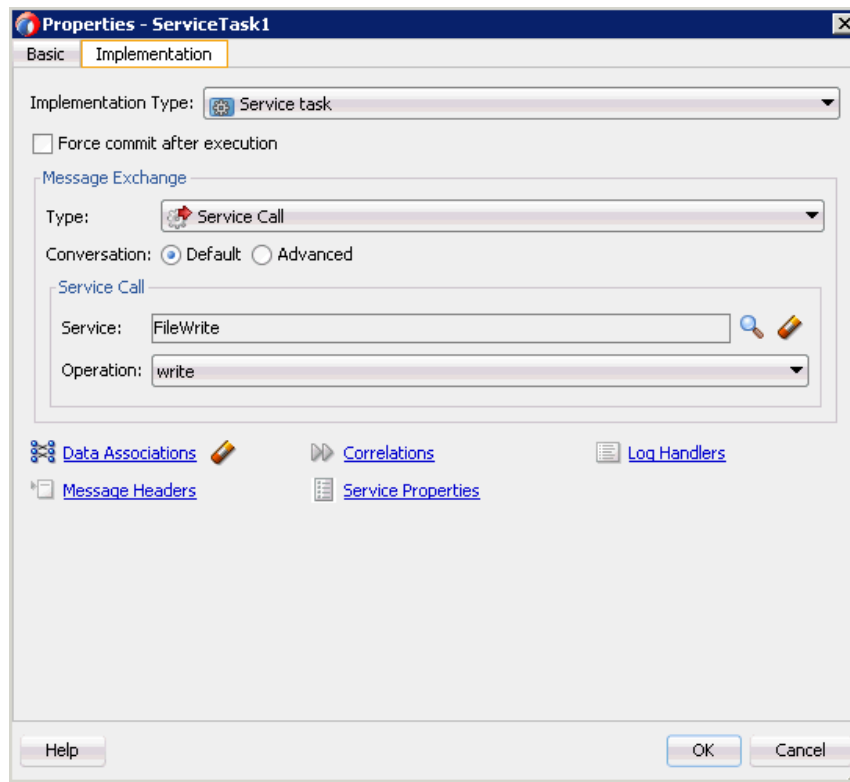 Properties - ServiceTask1
Basic Implementation
Implementation Type: Service task
Force commit after execution
Message Exchange
Type: Service Call
Conversation: Default Advanced
Service Call
Service: FileWrite
Operation: write
Data Associations Correlations Log Handlers
Message Headers Service Properties
Help OK Cancel